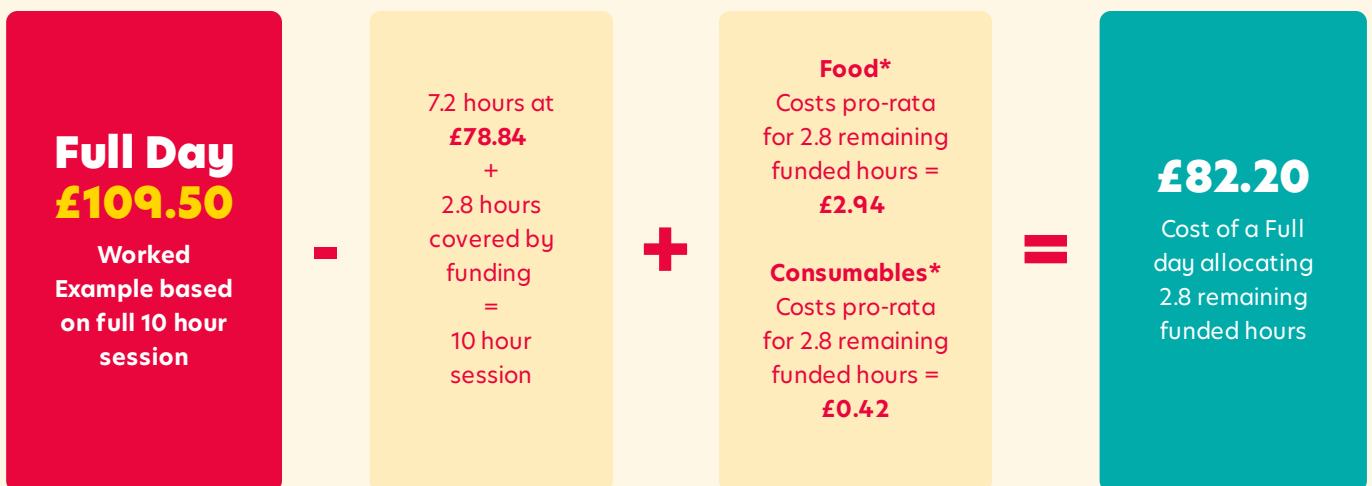 Full Day
£109.50
Worked
Example based
on full 10 hour
session
-
7.2 hours at
£78.84
+
2.8 hours
covered by
funding
=
10 hour
session
+
Food*
Costs pro-rata
for 2.8 remaining
funded hours =
£2.94
Consumables*
Costs pro-rata
for 2.8 remaining
funded hours =
£0.42
=
£82.20
Cost of a Full
day allocating
2.8 remaining
funded hours